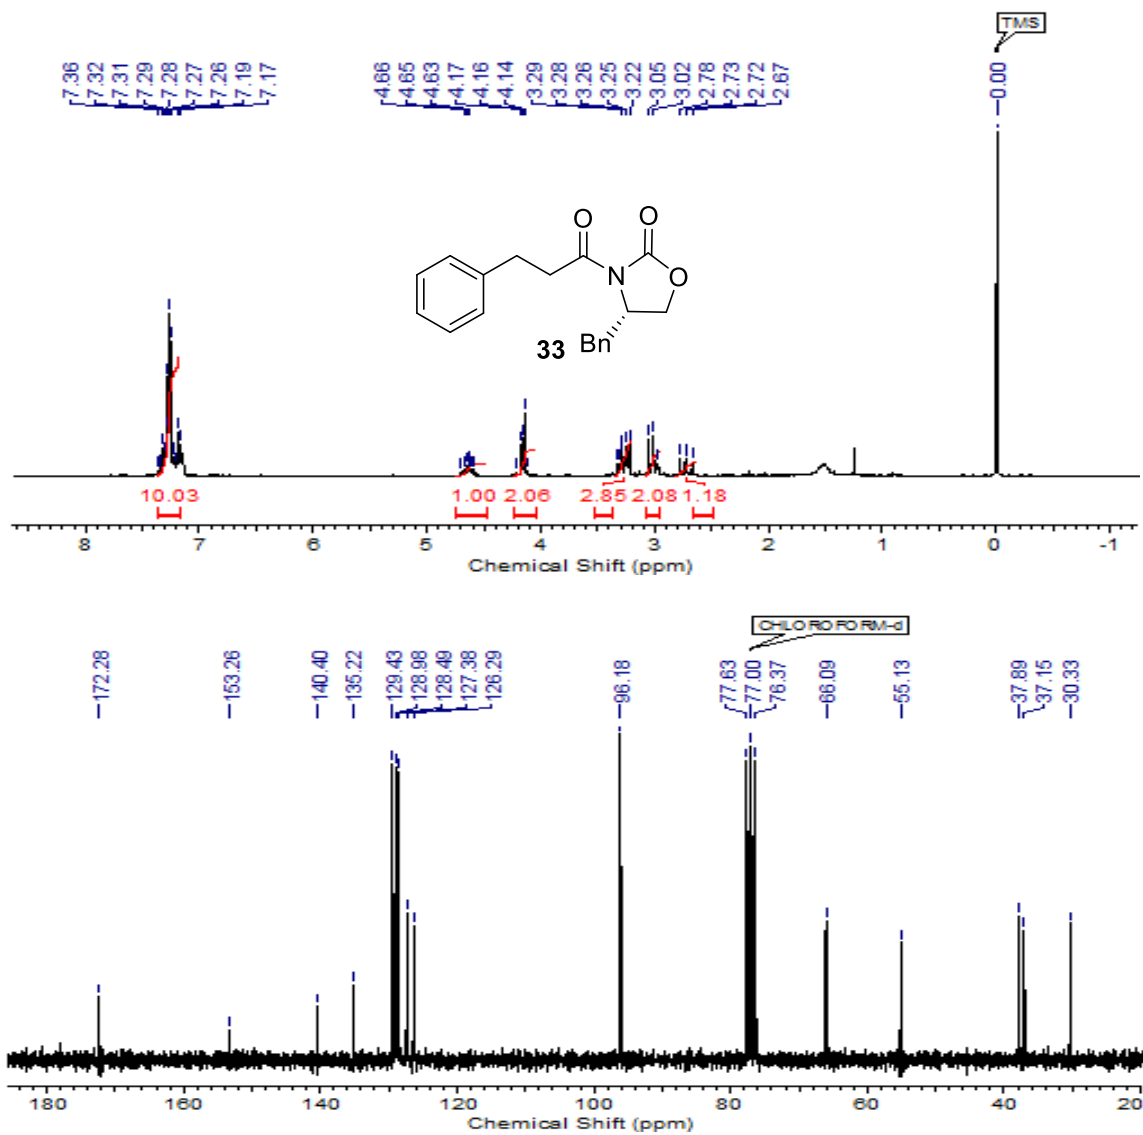 TMS
7.36 7.32 7.31 7.29 7.28 7.27 7.26 7.19 7.17 4.66 4.65 4.63 4.17 4.16 4.14 3.29 3.28 3.26 3.25 3.22 3.05 3.02 2.78 2.73 2.72 2.67 0.00
O O
N O
33 Bn
10.03 1.00 2.06 2.85 2.08 1.18
8 7 6 5 4 3 2 1 0 -1
Chemical Shift (ppm)
CHLOROFORM-d
172.28 153.26 140.40 135.22 129.43 128.98 128.49 127.38 126.29 96.18 77.63 77.00 76.37 66.09 55.13 37.89 37.15 30.33
180 160 140 120 100 80 60 40 20
Chemical Shift (ppm)